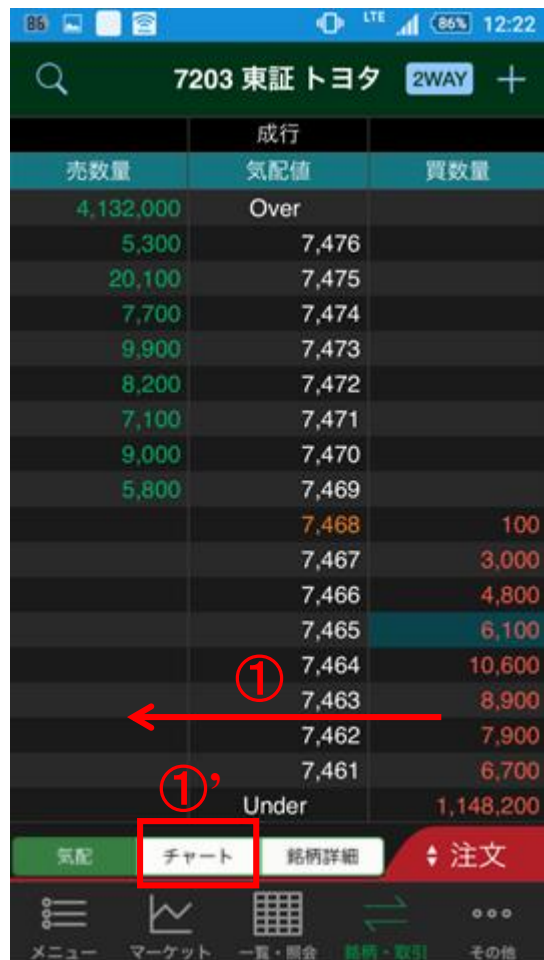 86 LTE 86% 12:22
7203 東証 トヨタ 2WAY +
成行
売数量 気配値 買数量
4,132,000 Over
5,300 7,476
20,100 7,475
7,700 7,474
9,900 7,473
8,200 7,472
7,100 7,471
9,000 7,470
5,800 7,469
7,468 100
7,467 3,000
7,466 4,800
7,465 6,100
7,464 10,600
①
7,463 8,900
7,462 7,900
7,461 6,700
①’
Under 1,148,200
気配 チャート 銘柄詳細 注文
メニュー マーケット 一覧・照会 銘柄・取引 その他